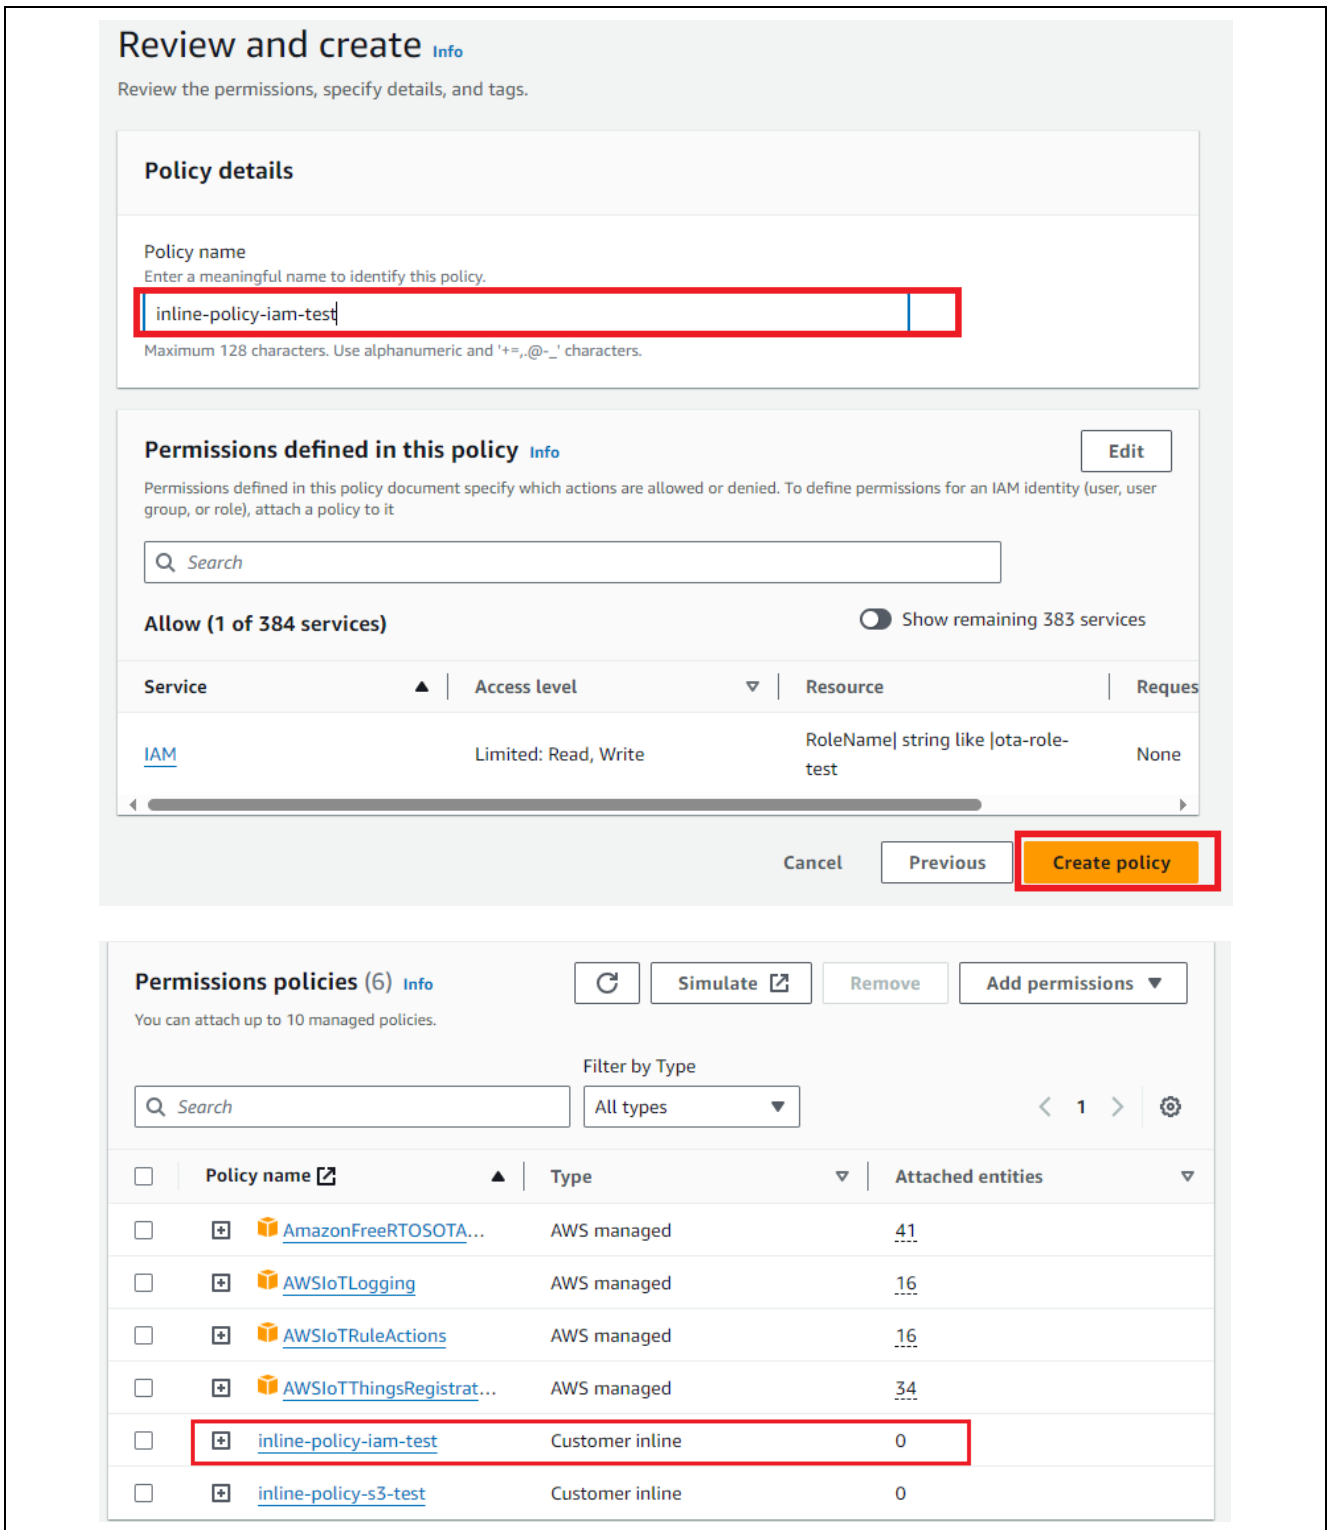 Review and create Info
Review the permissions, specify details, and tags.
Policy details
Policy name
Enter a meaningful name to identify this policy.
inline-policy-iam-test
Maximum 128 characters. Use alphanumeric and '+=,.@-_' characters.
Permissions defined in this policy Info
Edit
Permissions defined in this policy document specify which actions are allowed or denied. To define permissions for an IAM identity (user, user
group, or role), attach a policy to it
Search
Allow (1 of 384 services)
Show remaining 383 services
Service Access level Resource Reques
IAM Limited: Read, Write RoleName| string like |ota-role-
test None
Cancel Previous Create policy
Permissions policies (6) Info
Simulate Remove Add permissions
You can attach up to 10 managed policies.
Filter by Type
Search All types 1
Policy name Type Attached entities
AmazonFreeRTOSOTA... AWS managed 41
AWSIoTLogging AWS managed 16
AWSIoTRuleActions AWS managed 16
AWSIoTThingsRegistrat... AWS managed 34
inline-policy-iam-test Customer inline 0
inline-policy-s3-test Customer inline 0